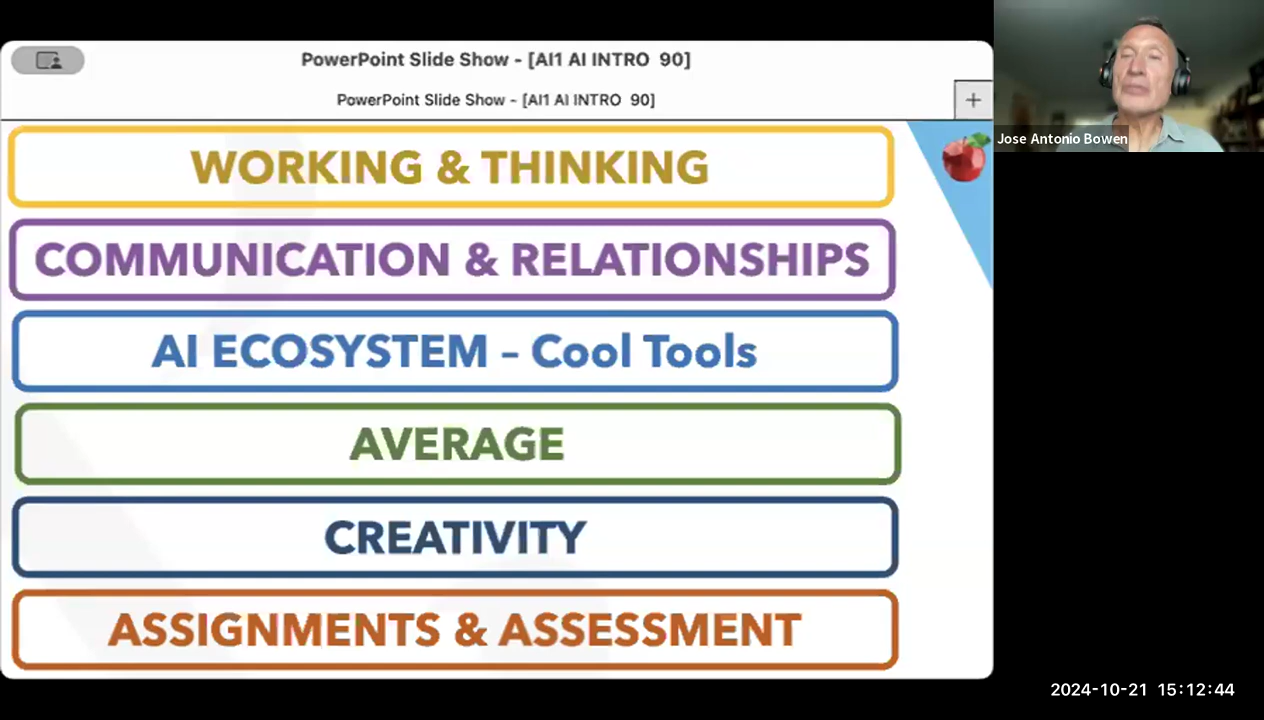 PowerPoint Slide Show - [AI1 AI INTRO  90]
PowerPoint Slide Show - [AI1 AI INTRO  90]
+
WORKING & THINKING
COMMUNICATION & RELATIONSHIPS
AI ECOSYSTEM – Cool Tools
AVERAGE
CREATIVITY
ASSIGNMENTS & ASSESSMENT
Jose Antonio Bowen
2024-10-21 15:12:44